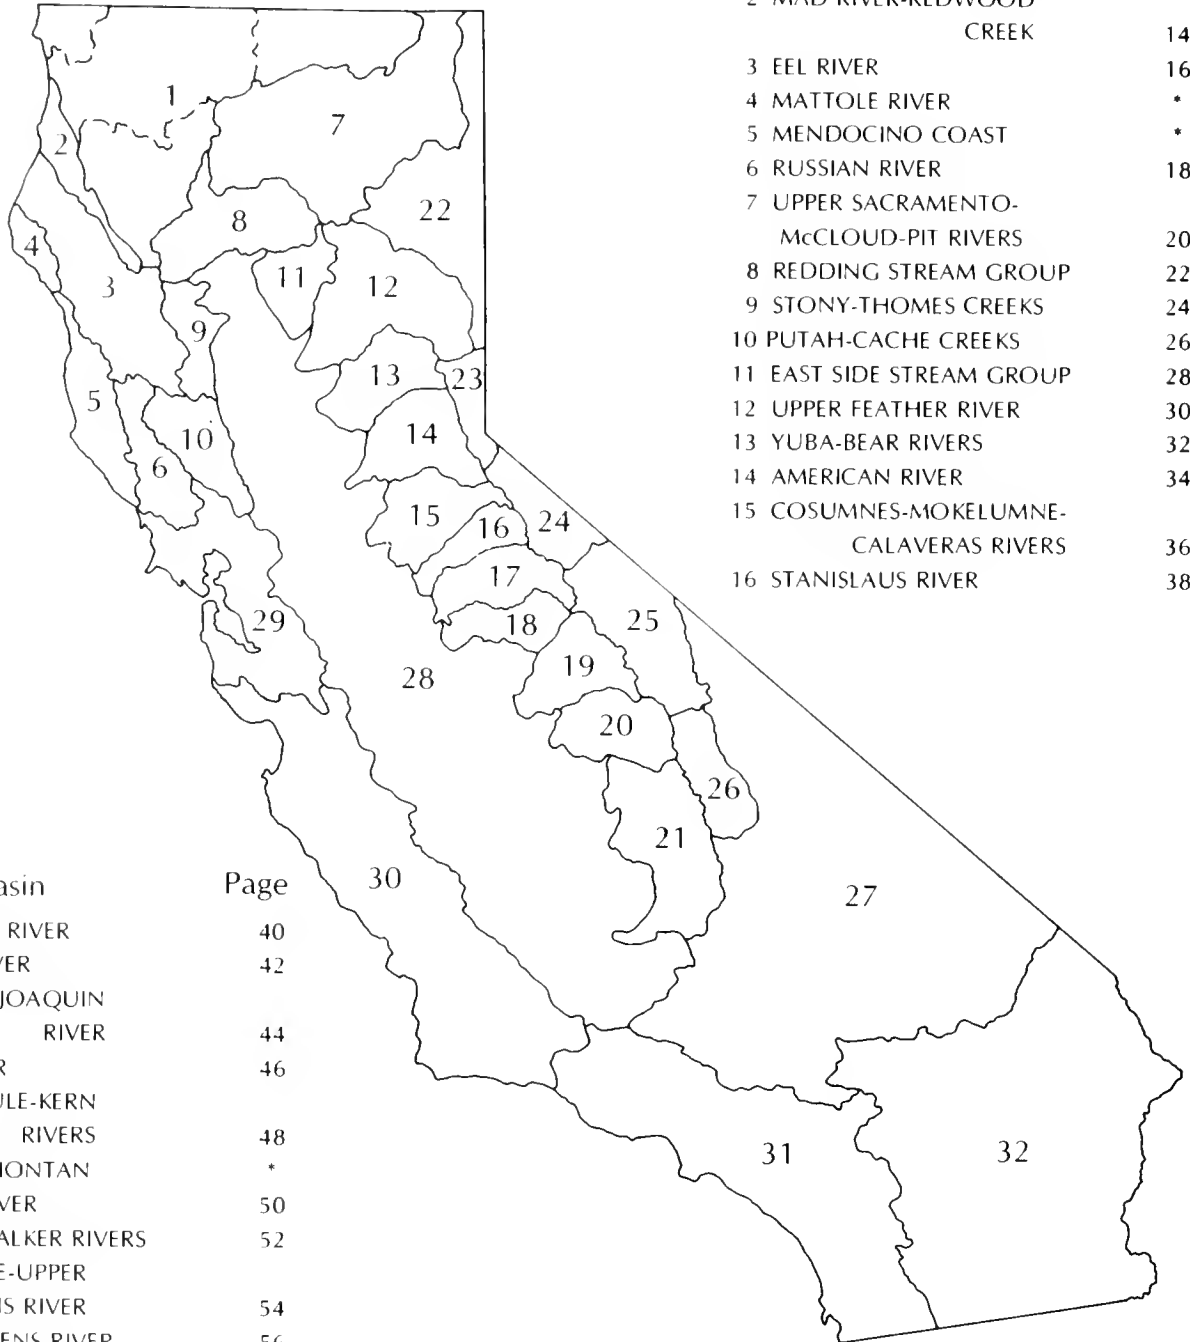 CREEK 14
3 EEL RIVER 16
4 MATTOLE RIVER *
5 MENDOCINO COAST *
6 RUSSIAN RIVER 18
7 UPPER SACRAMENTO-
McCLOUD-PIT RIVERS 20
8 REDDING STREAM GROUP 22
9 STONY-THOMES CREEKS 24
10 PUTAH-CACHE CREEKS 26
11 EAST SIDE STREAM GROUP 28
12 UPPER FEATHER RIVER 30
13 YUBA-BEAR RIVERS 32
14 AMERICAN RIVER 34
15 COSUMNES-MOKELUMNE-
CALAVERAS RIVERS 36
16 STANISLAUS RIVER 38
1
2
7
22
8
4
3
11
12
9
13
23
5
10
14
6
15
16
24
17
29
18
25
28
19
20
26
21
30
27
31
32
Page
RIVER 40
42
JOAQUIN
RIVER 44
46
RIVERS 48
*
50
RIVERS 52
-UPPER
RIVER 54
RIVER 56